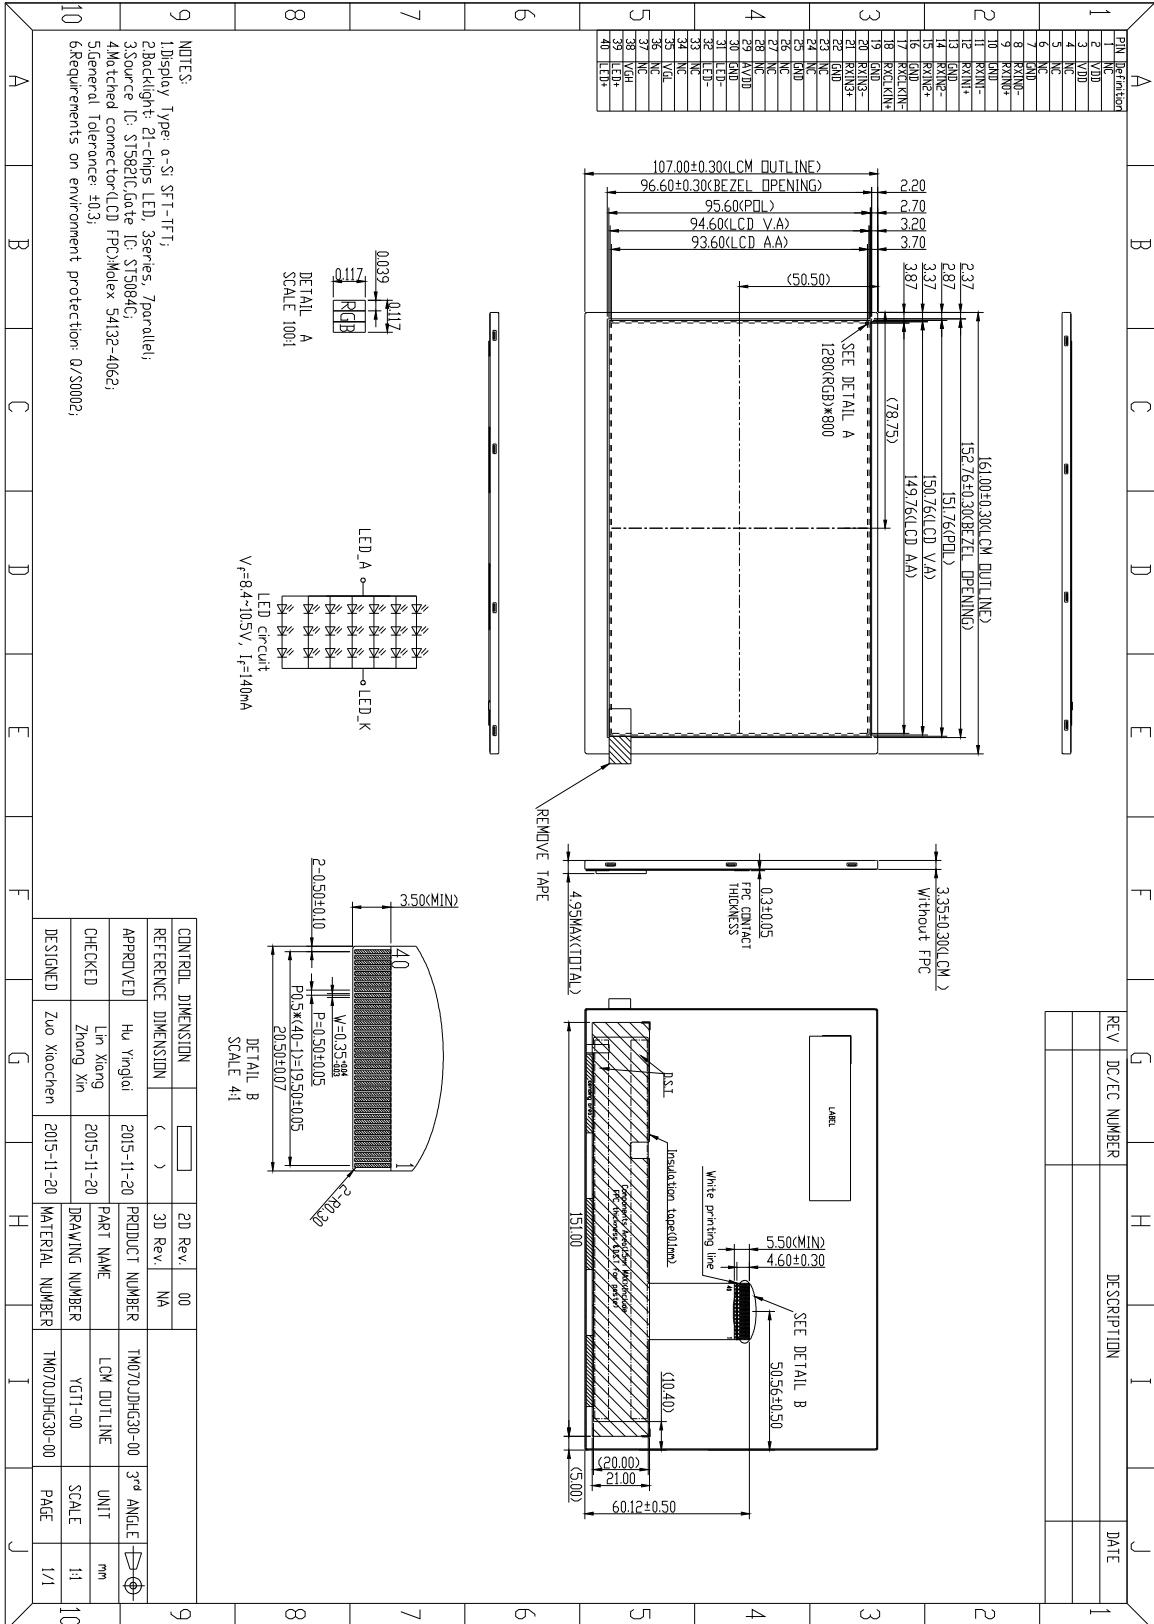 PIN Definition
1 NC
2 VDD
3 VDD
4 NC
5 NC
6 NC
7 GND
8 RXIN0-
9 RXIN0+
10 GND
11 RXIN1-
12 RXIN1+
13 GND
14 RXIN2-
15 RXIN2+
16 GND
17 RXCLKIN-
18 RXCLKIN+
19 GND
20 RXIN3-
21 RXIN3+
22 GND
23 NC
24 NC
25 GND
26 NC
27 NC
28 NC
29 AVDD
30 GND
31 LED-
32 LED-
33 NC
34 NC
35 VGL
36 NC
37 NC
38 VGH
39 LED+
40 LED+
161.00±0.30(LCM OUTLINE)
152.76±0.30(BEZEL OPENING)
151.76(POL)
150.76(LCD V.A)
149.76(LCD A.A)
(78.75)
2.37
2.87
3.37
3.87
2.20
2.70
3.20
3.70
107.00±0.30(LCM OUTLINE)
96.60±0.30(BEZEL OPENING)
95.60(POL)
94.60(LCD V.A)
93.60(LCD A.A)
(50.50)
SEE DETAIL A
1280(RGB)*800
REMOVE TAPE
3.35±0.30(LCM )
Without FPC
0.3±0.05
FPC CONTACT
THICKNESS
4.95MAX(TOTAL)
LABEL
D.S.T
Insulation tape(0.1mm)
White printing line
5.50(MIN)
4.60±0.30
SEE DETAIL B
50.56±0.50
(10.40)
151.00
(5.00)
(20.00)
21.00
60.12±0.50
40
1
0.039
0.117
0.117
RGB
DETAIL A
SCALE 100:1
LED_A
LED_K
LED circuit
Vf=8.4~10.5V, If=140mA
3.50(MIN)
2-0.50±0.10
40
1
P=0.50±0.05
P0.5*(40-1)=19.50±0.05
20.50±0.07
2-R0.30
DETAIL B
SCALE 4:1
NOTES:
1.Display Type: a-Si SFT-TFT;
2.Backlight: 21-chips LED, 3series, 7parallel;
3.Source IC: ST5821C,Gate IC: ST5084C;
4.Matched connector(LCD FPC):Molex 54132-4062;
5.General Tolerance: ±0.3;
6.Requirements on environment protection: Q/S0002;
REV DC/EC NUMBER DESCRIPTION DATE
CONTROL DIMENSION 2D Rev. 00
REFERENCE DIMENSION ( ) 3D Rev. NA
APPROVED Hu Yinglai 2015-11-20 PRODUCT NUMBER TM070JDHG30-00 3rd ANGLE
CHECKED Lin Xiang Zhang Xin 2015-11-20 PART NAME LCM OUTLINE UNIT mm
DRAWING NUMBER YGT1-00 SCALE 1:1
DESIGNED Zuo Xiaochen 2015-11-20 MATERIAL NUMBER TM070JDHG30-00 PAGE 1/1
A B C D E F G H I J
1 2 3 4 5 6 7 8 9 10